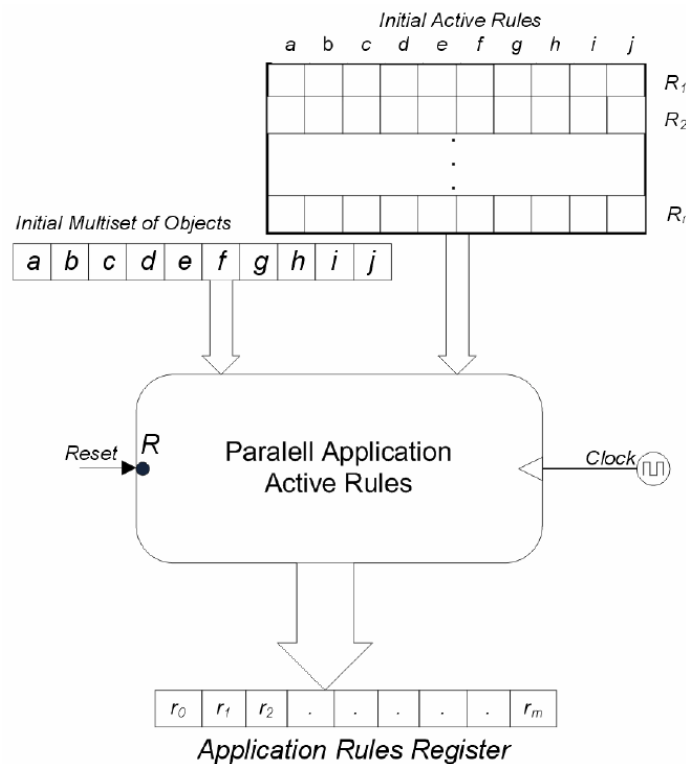 Initial Active Rules
a b c d e f g h i j
R1
R2
.
.
.
Initial Multiset of Objects
a b c d e f g h i j
Reset
R
Paralell Application
Active Rules
Clock
r0 r1 r2 . . . . . rm
Application Rules Register